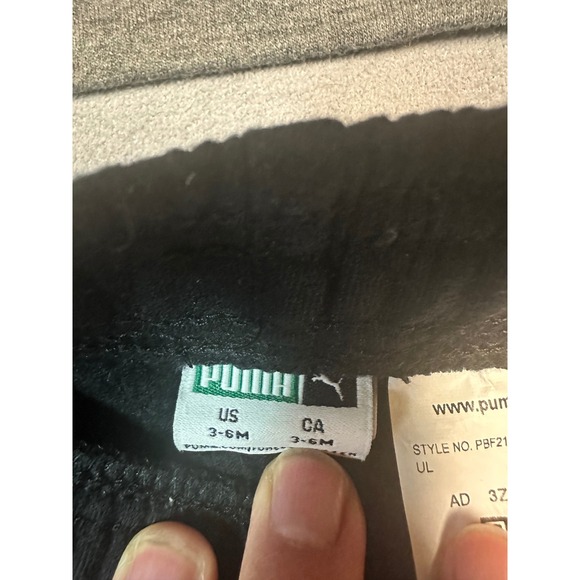 PUMA
US CA
3-6M 3-6M
www.pum
STYLE NO. PBF21
UL
AD 3Z